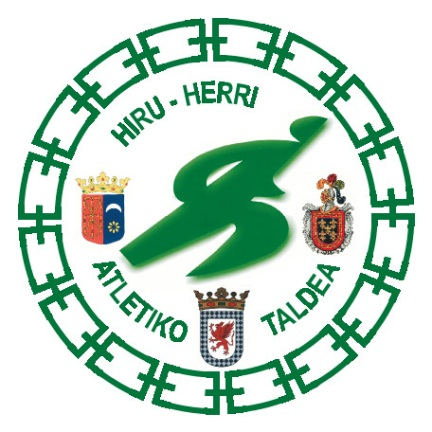 HIRU - HERRI
ATLETIKO
TALDEA